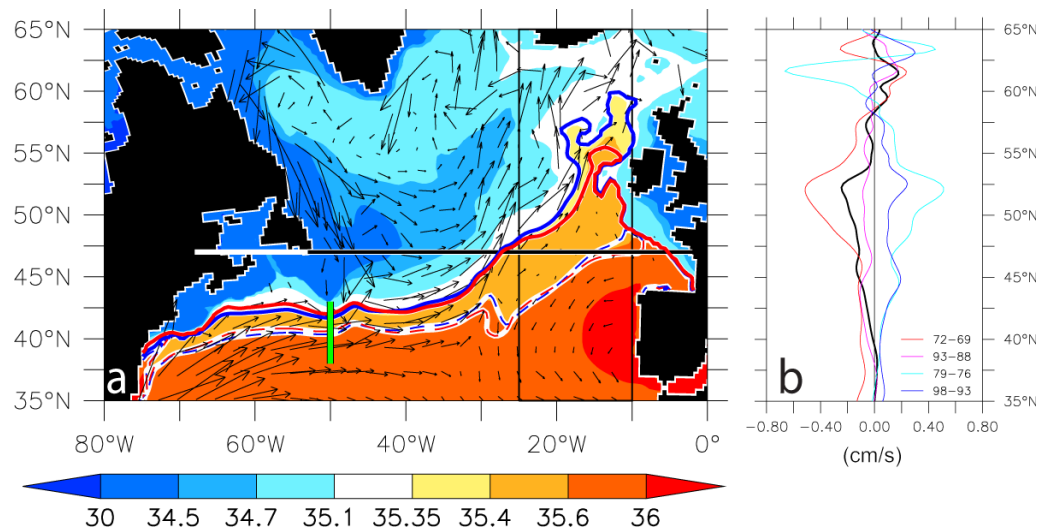 65°N
60°N
55°N
50°N
45°N
40°N
35°N
a
80°W
60°W
40°W
20°W
0°
30
34.5
34.7
35.1
35.35
35.4
35.6
36
65°N
60°N
55°N
50°N
45°N
40°N
35°N
72−69
93−88
79−76
98−93
b
−0.80
−0.40
0.00
0.40
0.80
(cm/s)